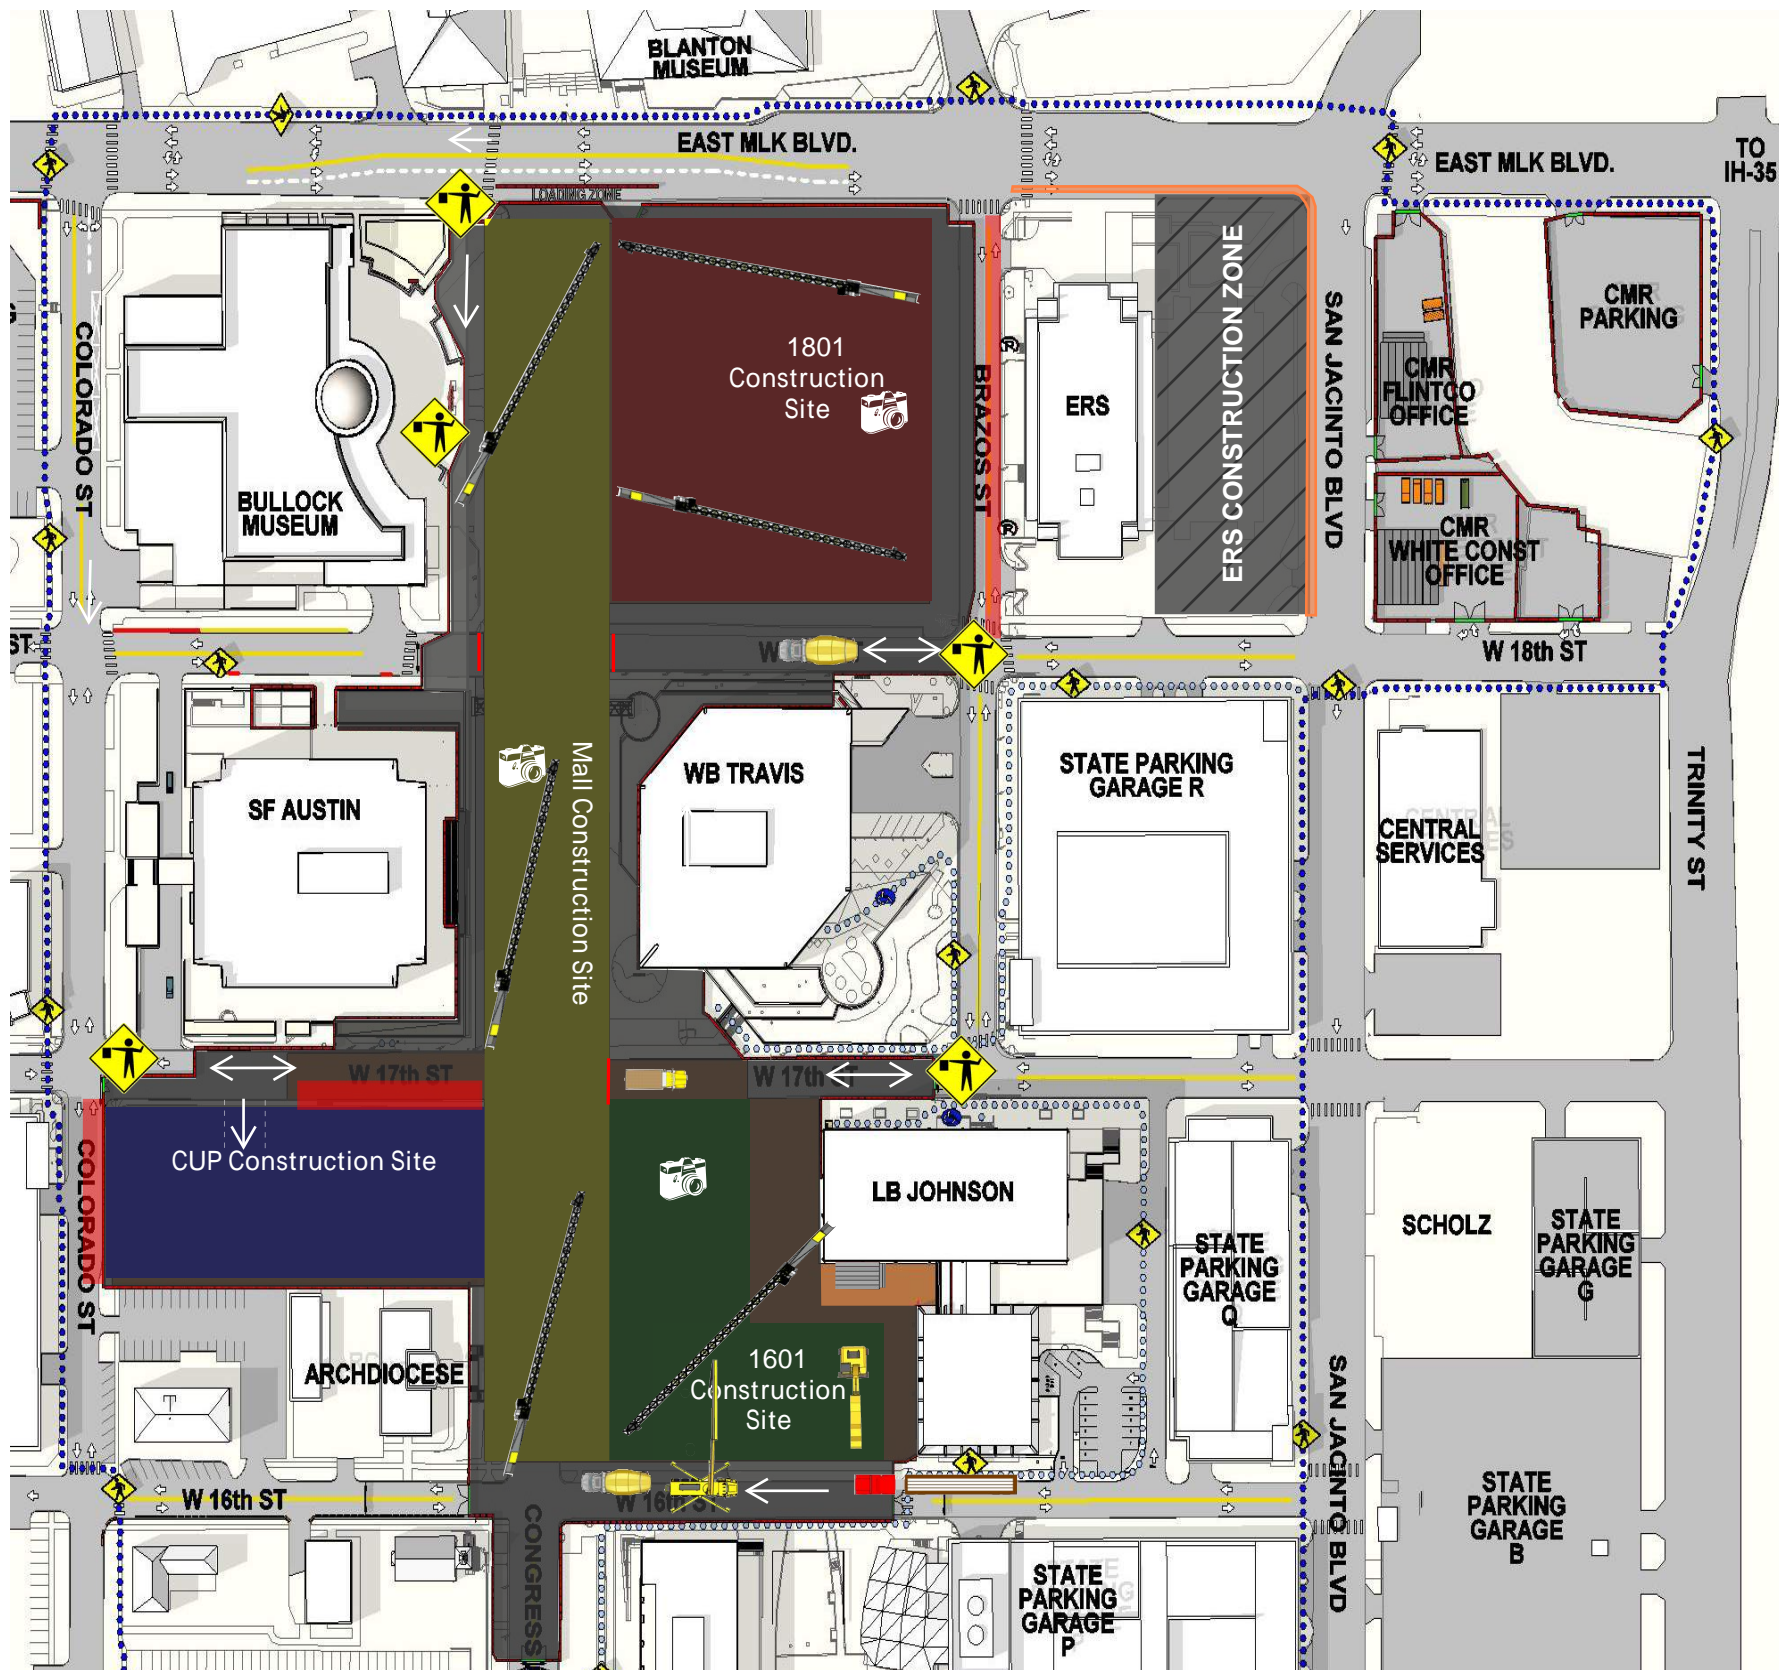 BLANTON
MUSEUM
EAST MLK BLVD.
EAST MLK BLVD.
TO
IH-35
LOADING ZONE
COLORADO ST
BULLOCK
MUSEUM
1801
Construction
Site
BRAZOS ST
ERS
ERS CONSTRUCTION ZONE
SAN JACINTO BLVD
CMR
FLINTCO
OFFICE
CMR
PARKING
CMR
WHITE CONST
OFFICE
ST
W 18th ST
SF AUSTIN
Mall Construction Site
WB TRAVIS
STATE PARKING
GARAGE R
CENTRAL
SERVICES
TRINITY ST
W 17th ST
W 17th ST
CUP Construction Site
COLORADO ST
LB JOHNSON
STATE
PARKING
GARAGE
Q
SCHOLZ
STATE
PARKING
GARAGE
G
ARCHDIOCESE
1601
Construction
Site
SAN JACINTO BLVD
W 16th ST
W 16th ST
CONGRESS
STATE
PARKING
GARAGE
P
STATE
PARKING
GARAGE
B